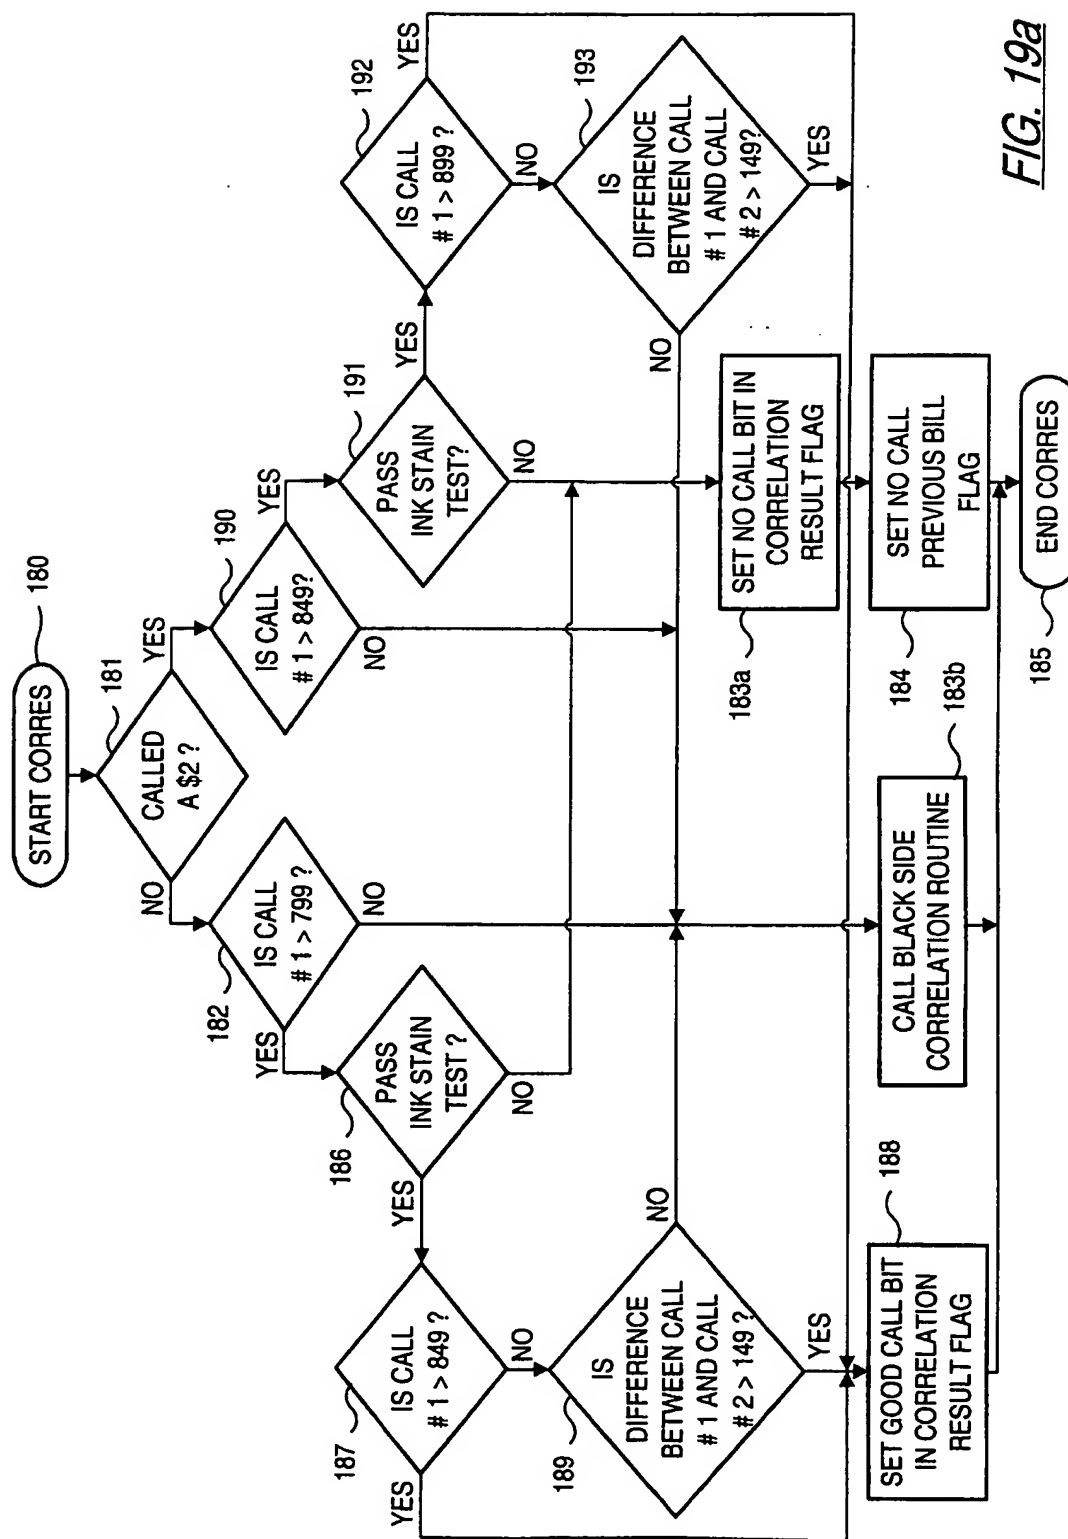 START CORRES
180
CALLED
A $2 ?
181
NO
YES
IS CALL
# 1 > 799 ?
182
YES
NO
IS CALL
# 1 > 849?
190
YES
NO
PASS
INK STAIN
TEST ?
186
YES
NO
PASS
INK STAIN
TEST?
191
YES
NO
IS CALL
# 1 > 849 ?
187
YES
NO
IS CALL
# 1 > 899 ?
192
YES
NO
IS
DIFFERENCE
BETWEEN CALL
# 1 AND CALL
# 2 > 149 ?
189
NO
YES
IS
DIFFERENCE
BETWEEN CALL
# 1 AND CALL
# 2 > 149?
193
NO
YES
SET NO CALL BIT IN
CORRELATION
RESULT FLAG
183a
SET GOOD CALL BIT
IN CORRELATION
RESULT FLAG
188
CALL BLACK SIDE
CORRELATION ROUTINE
183b
SET NO CALL
PREVIOUS BILL
FLAG
184
END CORRES
185
FIG. 19a